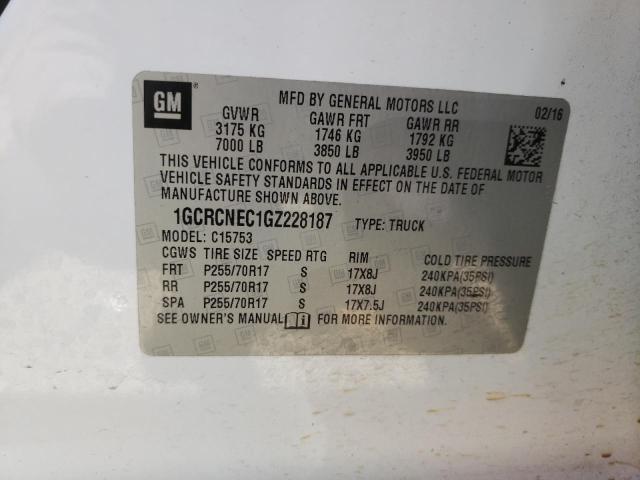 GM
MFD BY GENERAL MOTORS LLC
02/16
GVWR GAWR FRT GAWR RR
3175 KG 1746 KG 1792 KG
7000 LB 3850 LB 3950 LB
THIS VEHICLE CONFORMS TO ALL APPLICABLE U.S. FEDERAL MOTOR
VEHICLE SAFETY STANDARDS IN EFFECT ON THE DATE OF
MANUFACTURE SHOWN ABOVE.
1GCRCNEC1GZ228187 TYPE: TRUCK
MODEL: C15753
CGWS TIRE SIZE SPEED RTG RIM COLD TIRE PRESSURE
FRT P255/70R17 S 17X8J 240KPA(35PSI)
RR P255/70R17 S 17X8J 240KPA(35PSI)
SPA P255/70R17 S 17X7.5J 240KPA(35PSI)
SEE OWNER'S MANUAL FOR MORE INFORMATION.